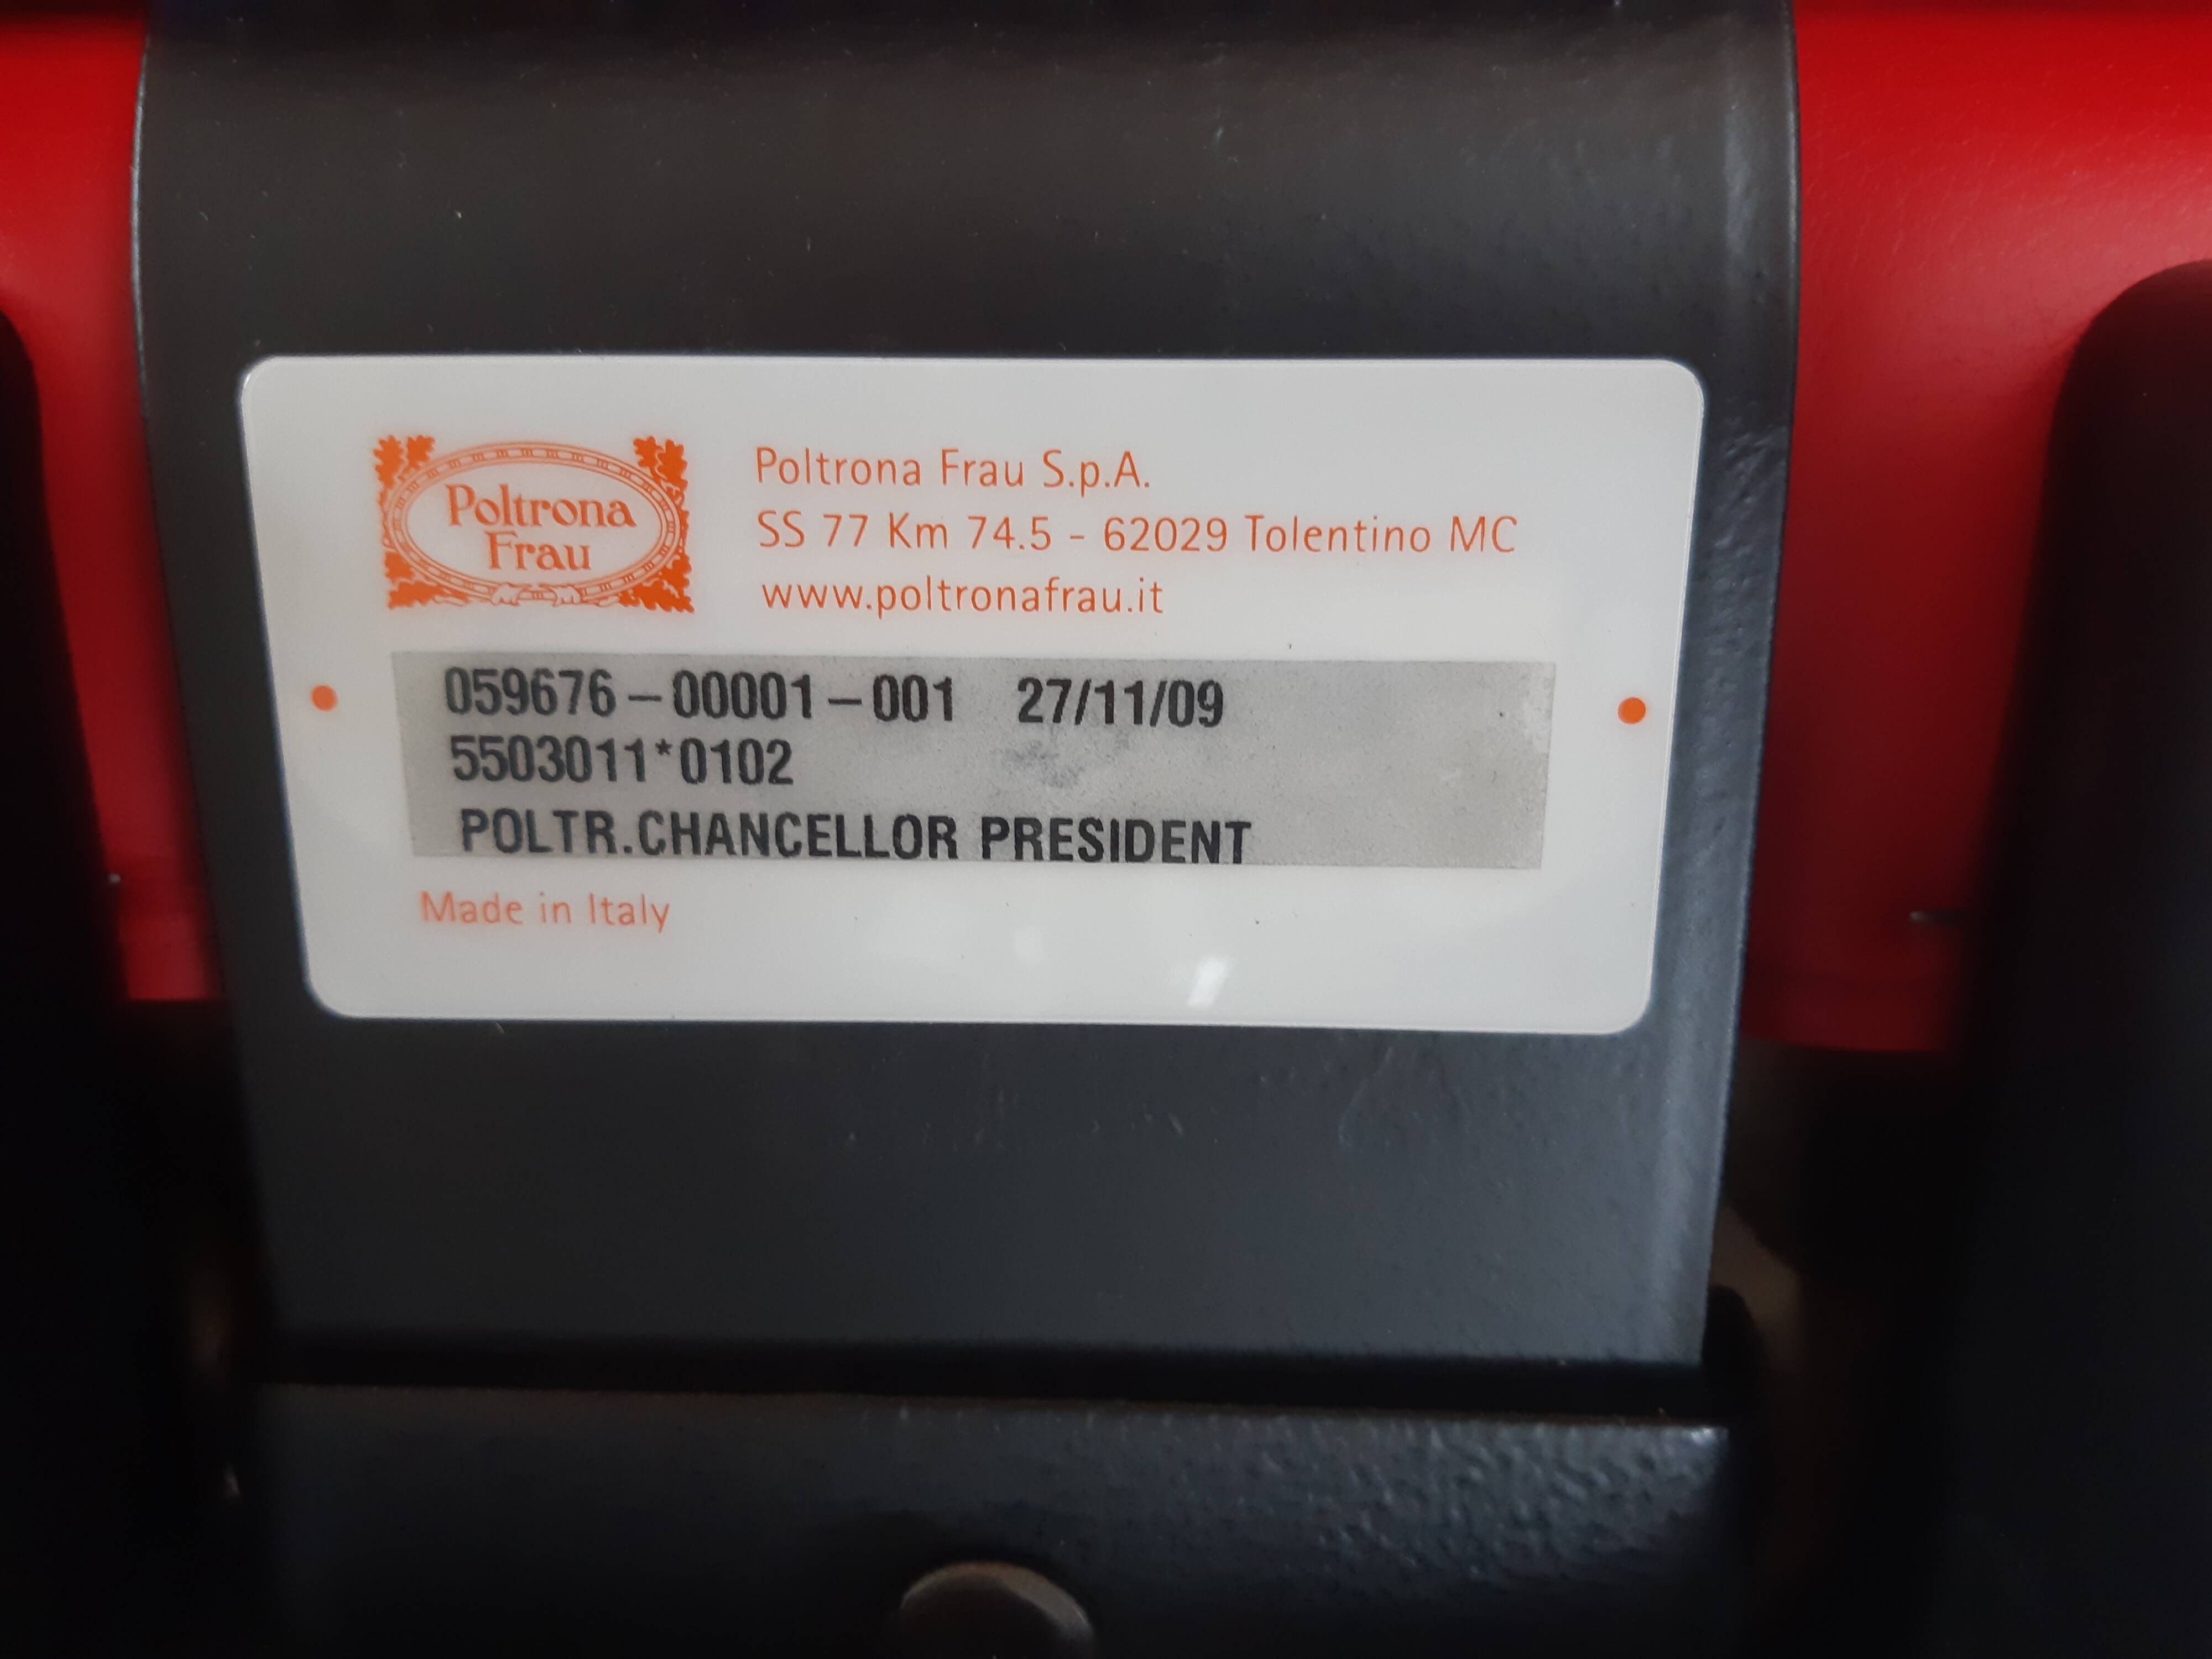 Poltrona
Frau
Poltrona Frau S.p.A.
SS 77 Km 74.5 - 62029 Tolentino MC
www.poltronafrau.it
059676-00001-001 27/11/09
5503011*0102
POLTR.CHANCELLOR PRESIDENT
Made in Italy